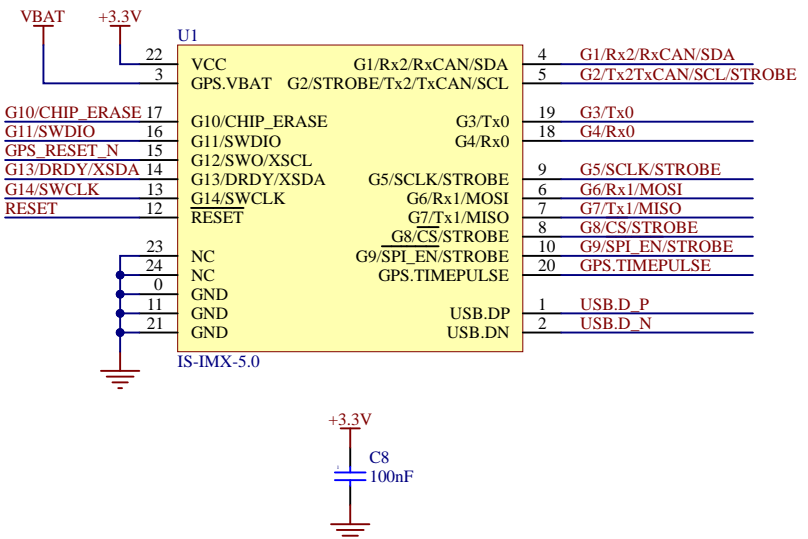 VBAT +3.3V
U1
22 VCC G1/Rx2/RxCAN/SDA 4 G1/Rx2/RxCAN/SDA
3 GPS.VBAT G2/STROBE/Tx2/TxCAN/SCL 5 G2/Tx2TxCAN/SCL/STROBE
G10/CHIP_ERASE 17 G10/CHIP_ERASE G3/Tx0 19 G3/Tx0
G11/SWDIO 16 G11/SWDIO G4/Rx0 18 G4/Rx0
GPS_RESET_N 15 G12/SWO/XSCL
G13/DRDY/XSDA 14 G13/DRDY/XSDA G5/SCLK/STROBE 9 G5/SCLK/STROBE
G14/SWCLK 13 G14/SWCLK G6/Rx1/MOSI 6 G6/Rx1/MOSI
RESET 12 RESET G7/Tx1/MISO 7 G7/Tx1/MISO
G8/CS/STROBE 8 G8/CS/STROBE
23 NC G9/SPI_EN/STROBE 10 G9/SPI_EN/STROBE
24 NC GPS.TIMEPULSE 20 GPS.TIMEPULSE
0 GND
11 GND USB.DP 1 USB.D_P
21 GND USB.DN 2 USB.D_N
IS-IMX-5.0
+3.3V
C8
100nF